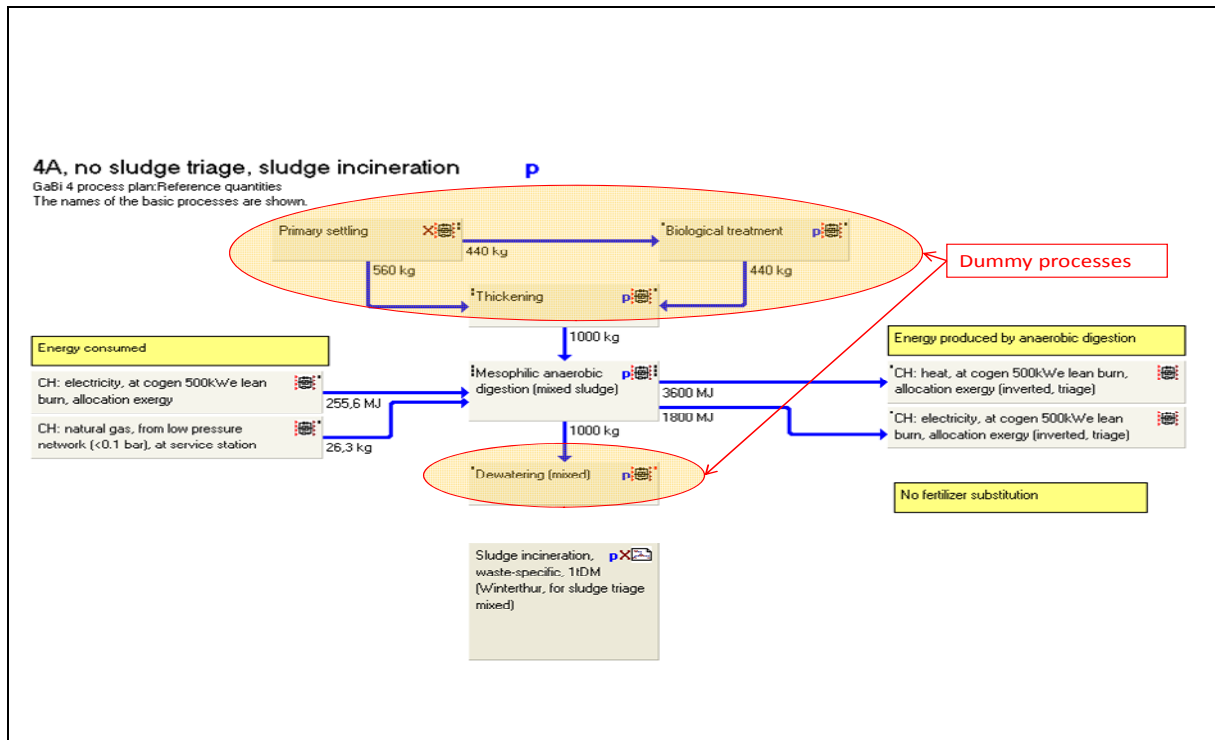 4A, no sludge triage, sludge incineration p
GaBi 4 process plan:Reference quantities
The names of the basic processes are shown.
Primary settling
Biological treatment p
440 kg
560 kg
440 kg
Dummy processes
Thickening p
1000 kg
Energy consumed
Energy produced by anaerobic digestion
CH: electricity, at cogen 500kWe lean
burn, allocation exergy
255,6 MJ
Mesophilic anaerobic p
digestion (mixed sludge)
3600 MJ
1800 MJ
CH: heat, at cogen 500kWe lean burn,
allocation exergy (inverted, triage)
CH: natural gas, from low pressure
network (<0.1 bar), at service station
26,3 kg
1000 kg
CH: electricity, at cogen 500kWe lean
burn, allocation exergy (inverted, triage)
Dewatering (mixed) p
No fertilizer substitution
Sludge incineration, p
waste-specific, 1tDM
(Winterthur, for sludge triage
mixed)